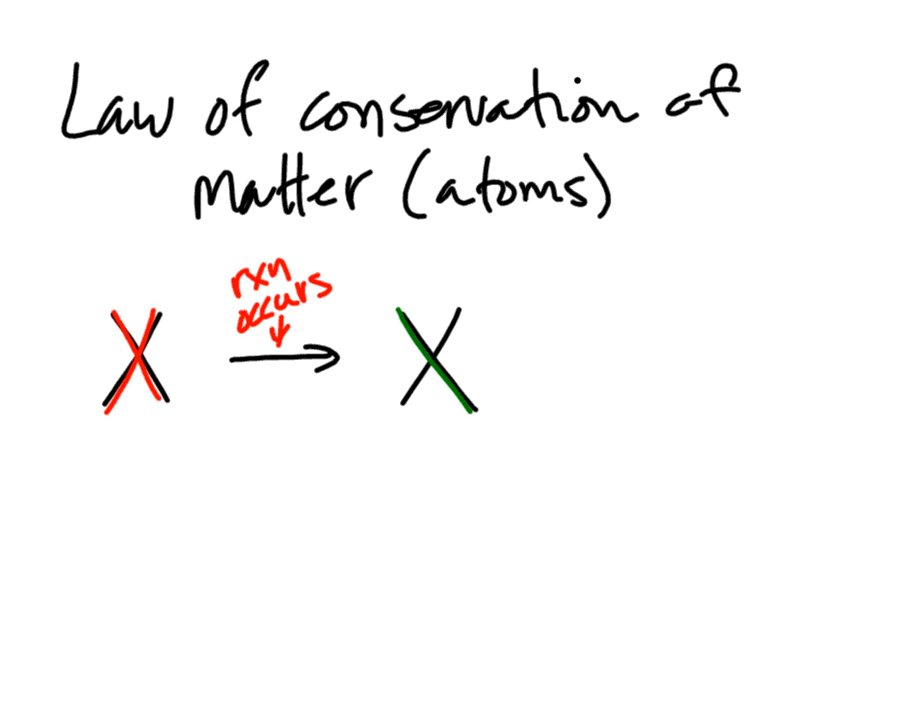 Law of conservation of
Matter (atoms)
rxn
occurs
X → X